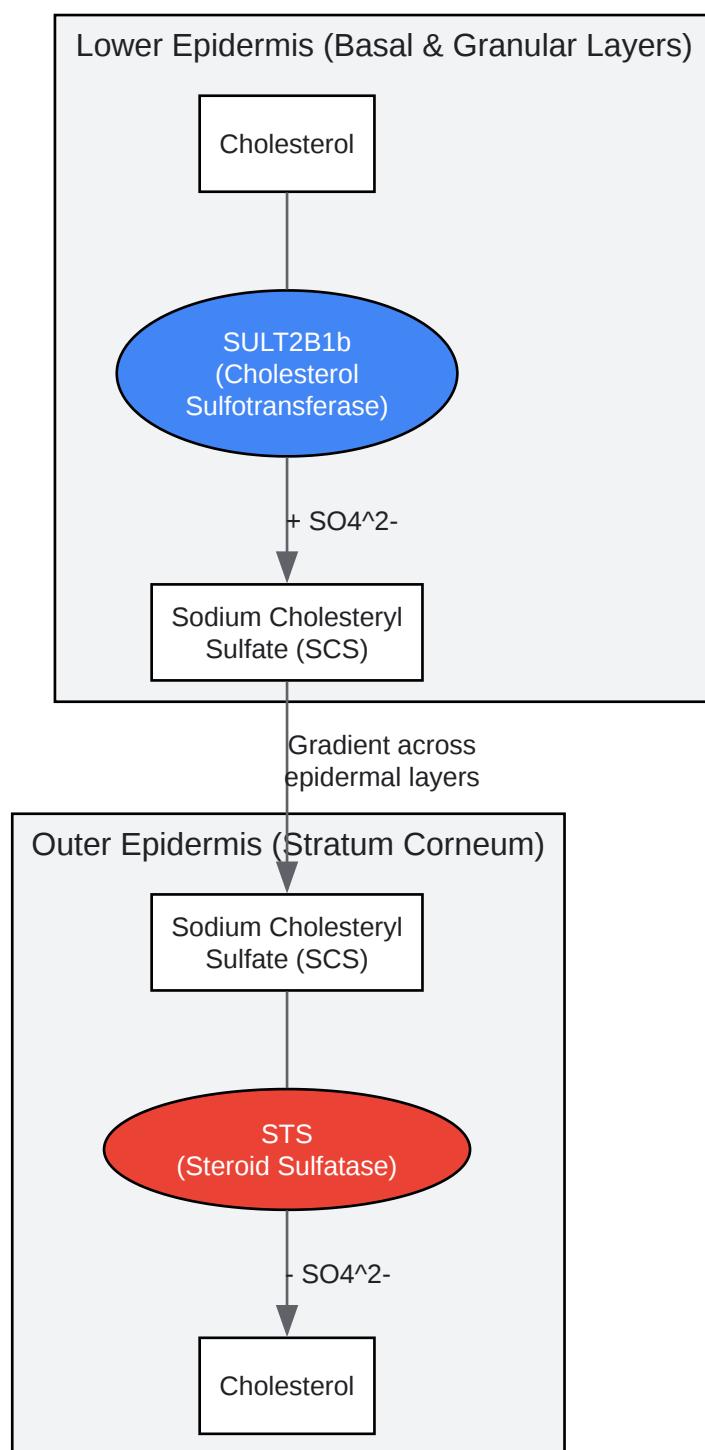 Lower Epidermis (Basal & Granular Layers)
Cholesterol
SULT2B1b
(Cholesterol
Sulfotransferase)
+ SO4^2-
Sodium Cholesteryl
Sulfate (SCS)
Gradient across
epidermal layers
Outer Epidermis (Stratum Corneum)
Sodium Cholesteryl
Sulfate (SCS)
STS
(Steroid Sulfatase)
- SO4^2-
Cholesterol